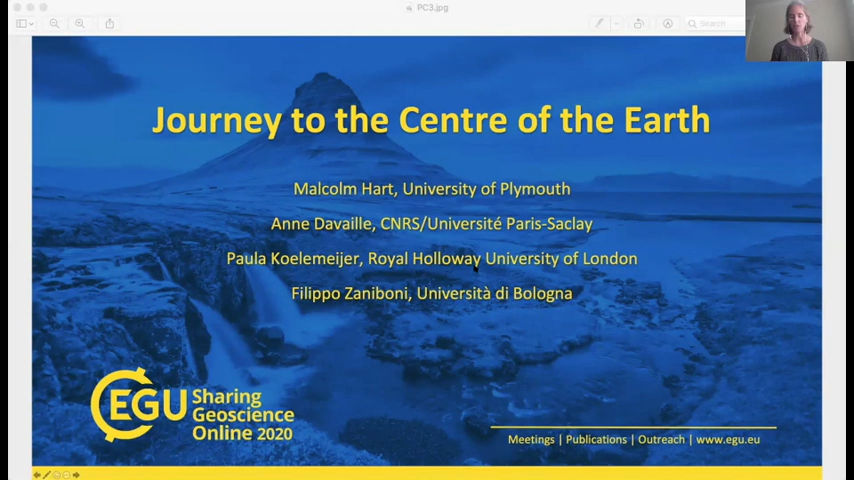 PC3.jpg
Search
Journey to the Centre of the Earth
Malcolm Hart, University of Plymouth
Anne Davaille, CNRS/Université Paris-Saclay
Paula Koelemeijer, Royal Holloway University of London
Filippo Zaniboni, Università di Bologna
EGU Sharing
Geoscience
Online 2020
Meetings | Publications | Outreach | www.egu.eu